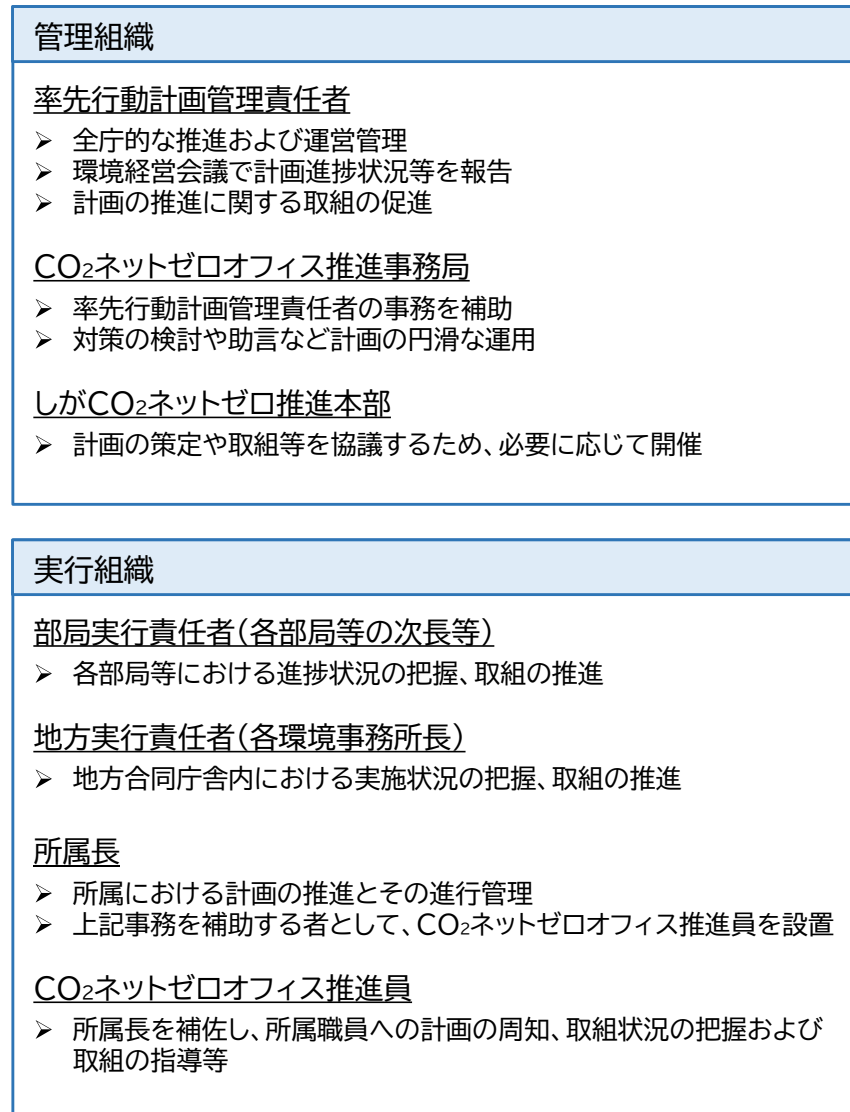 管理組織
率先行動計画管理責任者
➢ 全庁的な推進および運営管理
➢ 環境経営会議で計画進捗状況等を報告
➢ 計画の推進に関する取組の促進
CO₂ネットゼロオフィス推進事務局
➢ 率先行動計画管理責任者の事務を補助
➢ 対策の検討や助言など計画の円滑な運用
しがCO₂ネットゼロ推進本部
➢ 計画の策定や取組等を協議するため、必要に応じて開催
実行組織
部局実行責任者(各部局等の次長等)
➢ 各部局等における進捗状況の把握、取組の推進
地方実行責任者(各環境事務所長)
➢ 地方合同庁舎内における実施状況の把握、取組の推進
所属長
➢ 所属における計画の推進とその進行管理
➢ 上記事務を補助する者として、CO₂ネットゼロオフィス推進員を設置
CO₂ネットゼロオフィス推進員
➢ 所属長を補佐し、所属職員への計画の周知、取組状況の把握および
取組の指導等